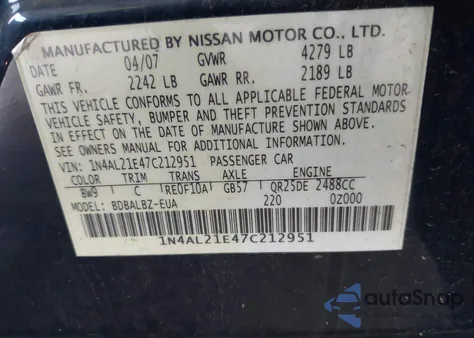 MANUFACTURED BY NISSAN MOTOR CO., LTD.
DATE 04/07 GVWR 4279 LB
GAWR FR. 2242 LB GAWR RR. 2189 LB
THIS VEHICLE CONFORMS TO ALL APPLICABLE FEDERAL MOTOR
VEHICLE SAFETY, BUMPER AND THEFT PREVENTION STANDARDS
IN EFFECT ON THE DATE OF MANUFACTURE SHOWN ABOVE.
SEE OWNERS MANUAL FOR ADDITIONAL INFORMATION.
VIN: 1N4AL21E47C212951 PASSENGER CAR
COLOR TRIM TRANS AXLE ENGINE
BW9 C RE0F10A GB57 QR25DE 2488CC
MODEL: BDBALBZ-EUA 220 0Z000
1N4AL21E47C212951
autoSnap